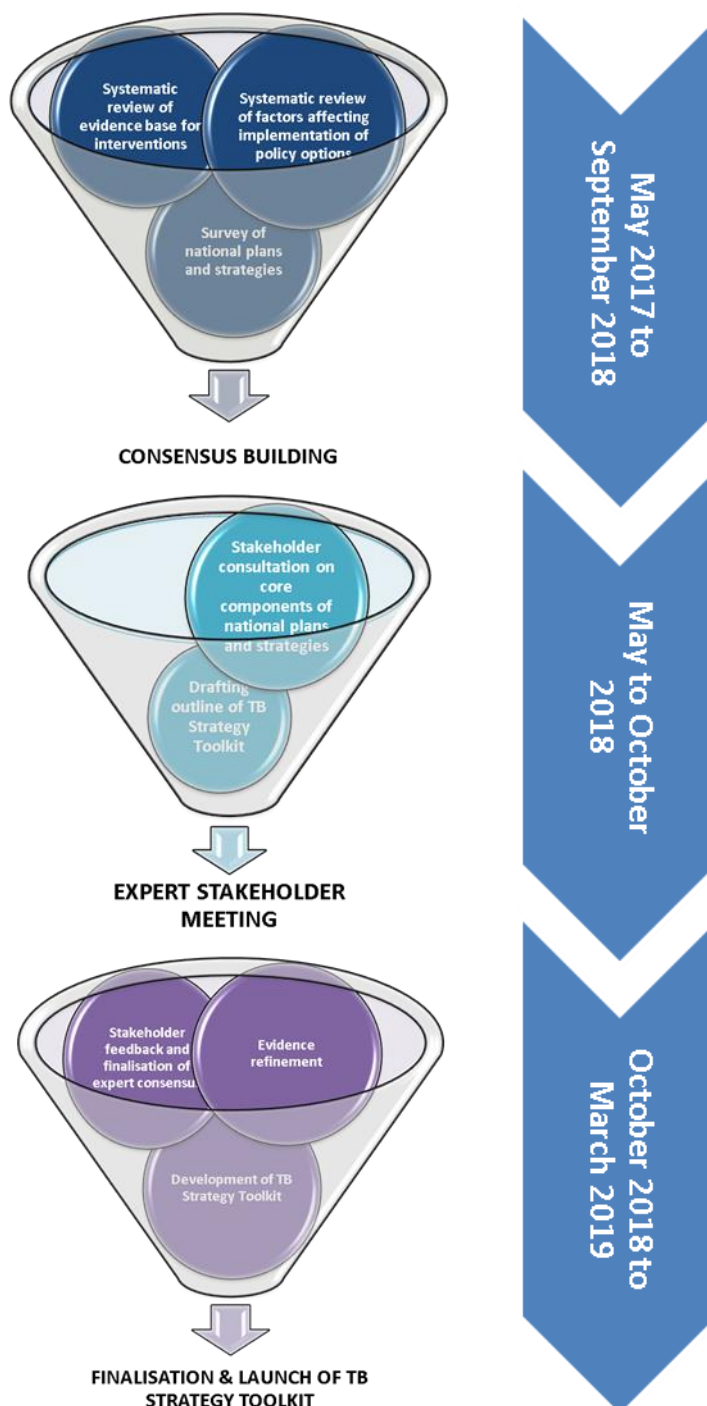 Systematic
review of
evidence base for
interventions
Systematic review
of factors affecting
implementation of
policy options
Survey of
national plans
and strategies
May 2017 to
September 2018
CONSENSUS BUILDING
Stakeholder
consultation on
core
components of
national plans
and strategies
Drafting
outline of TB
Strategy
Toolkit
May to October
2018
EXPERT STAKEHOLDER
MEETING
Stakeholder
feedback and
finalisation of
expert consensu
Evidence
refinement
Development of TB
Strategy Toolkit
October 2018 to
March 2019
FINALISATION & LAUNCH OF TB
STRATEGY TOOLKIT